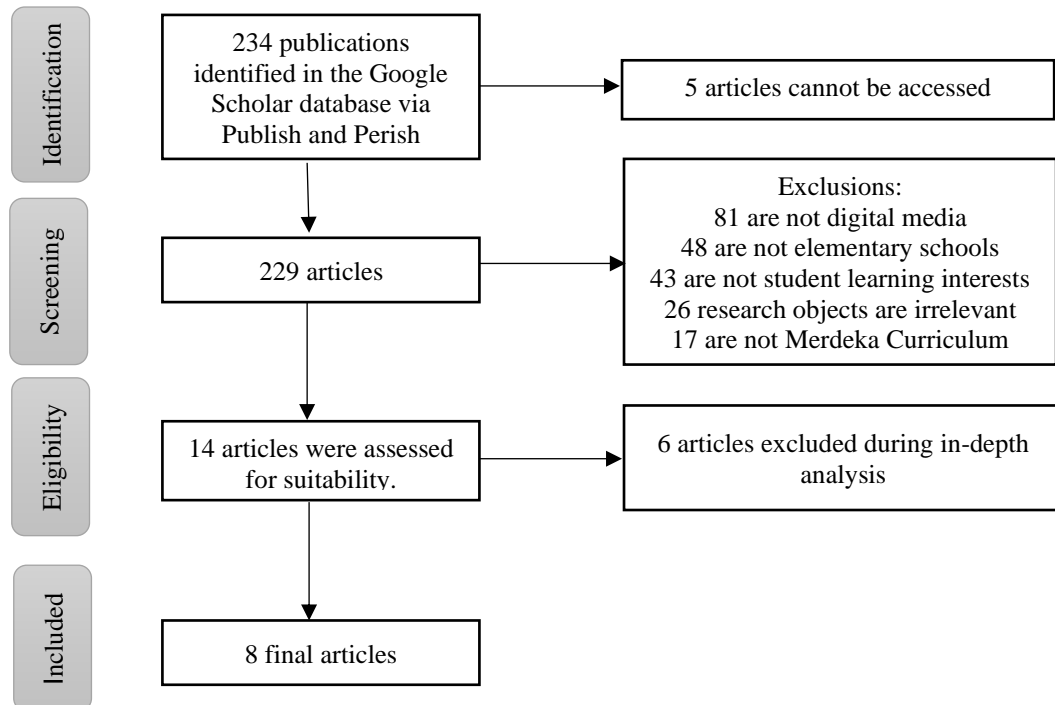 Identification
234 publications
identified in the Google
Scholar database via
Publish and Perish
5 articles cannot be accessed
Screening
229 articles
Exclusions:
81 are not digital media
48 are not elementary schools
43 are not student learning interests
26 research objects are irrelevant
17 are not Merdeka Curriculum
Eligibility
14 articles were assessed
for suitability.
6 articles excluded during in-depth
analysis
Included
8 final articles